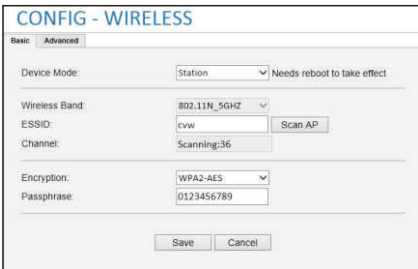 CONFIG - WIRELESS
Basic Advanced
Device Mode: Station Needs reboot to take effect
Wireless Band: 802.11N_5GHZ
ESSID: cvw Scan AP
Channel: Scanning:36
Encryption: WPA2-AES
Passphrase: 0123456789
Save Cancel